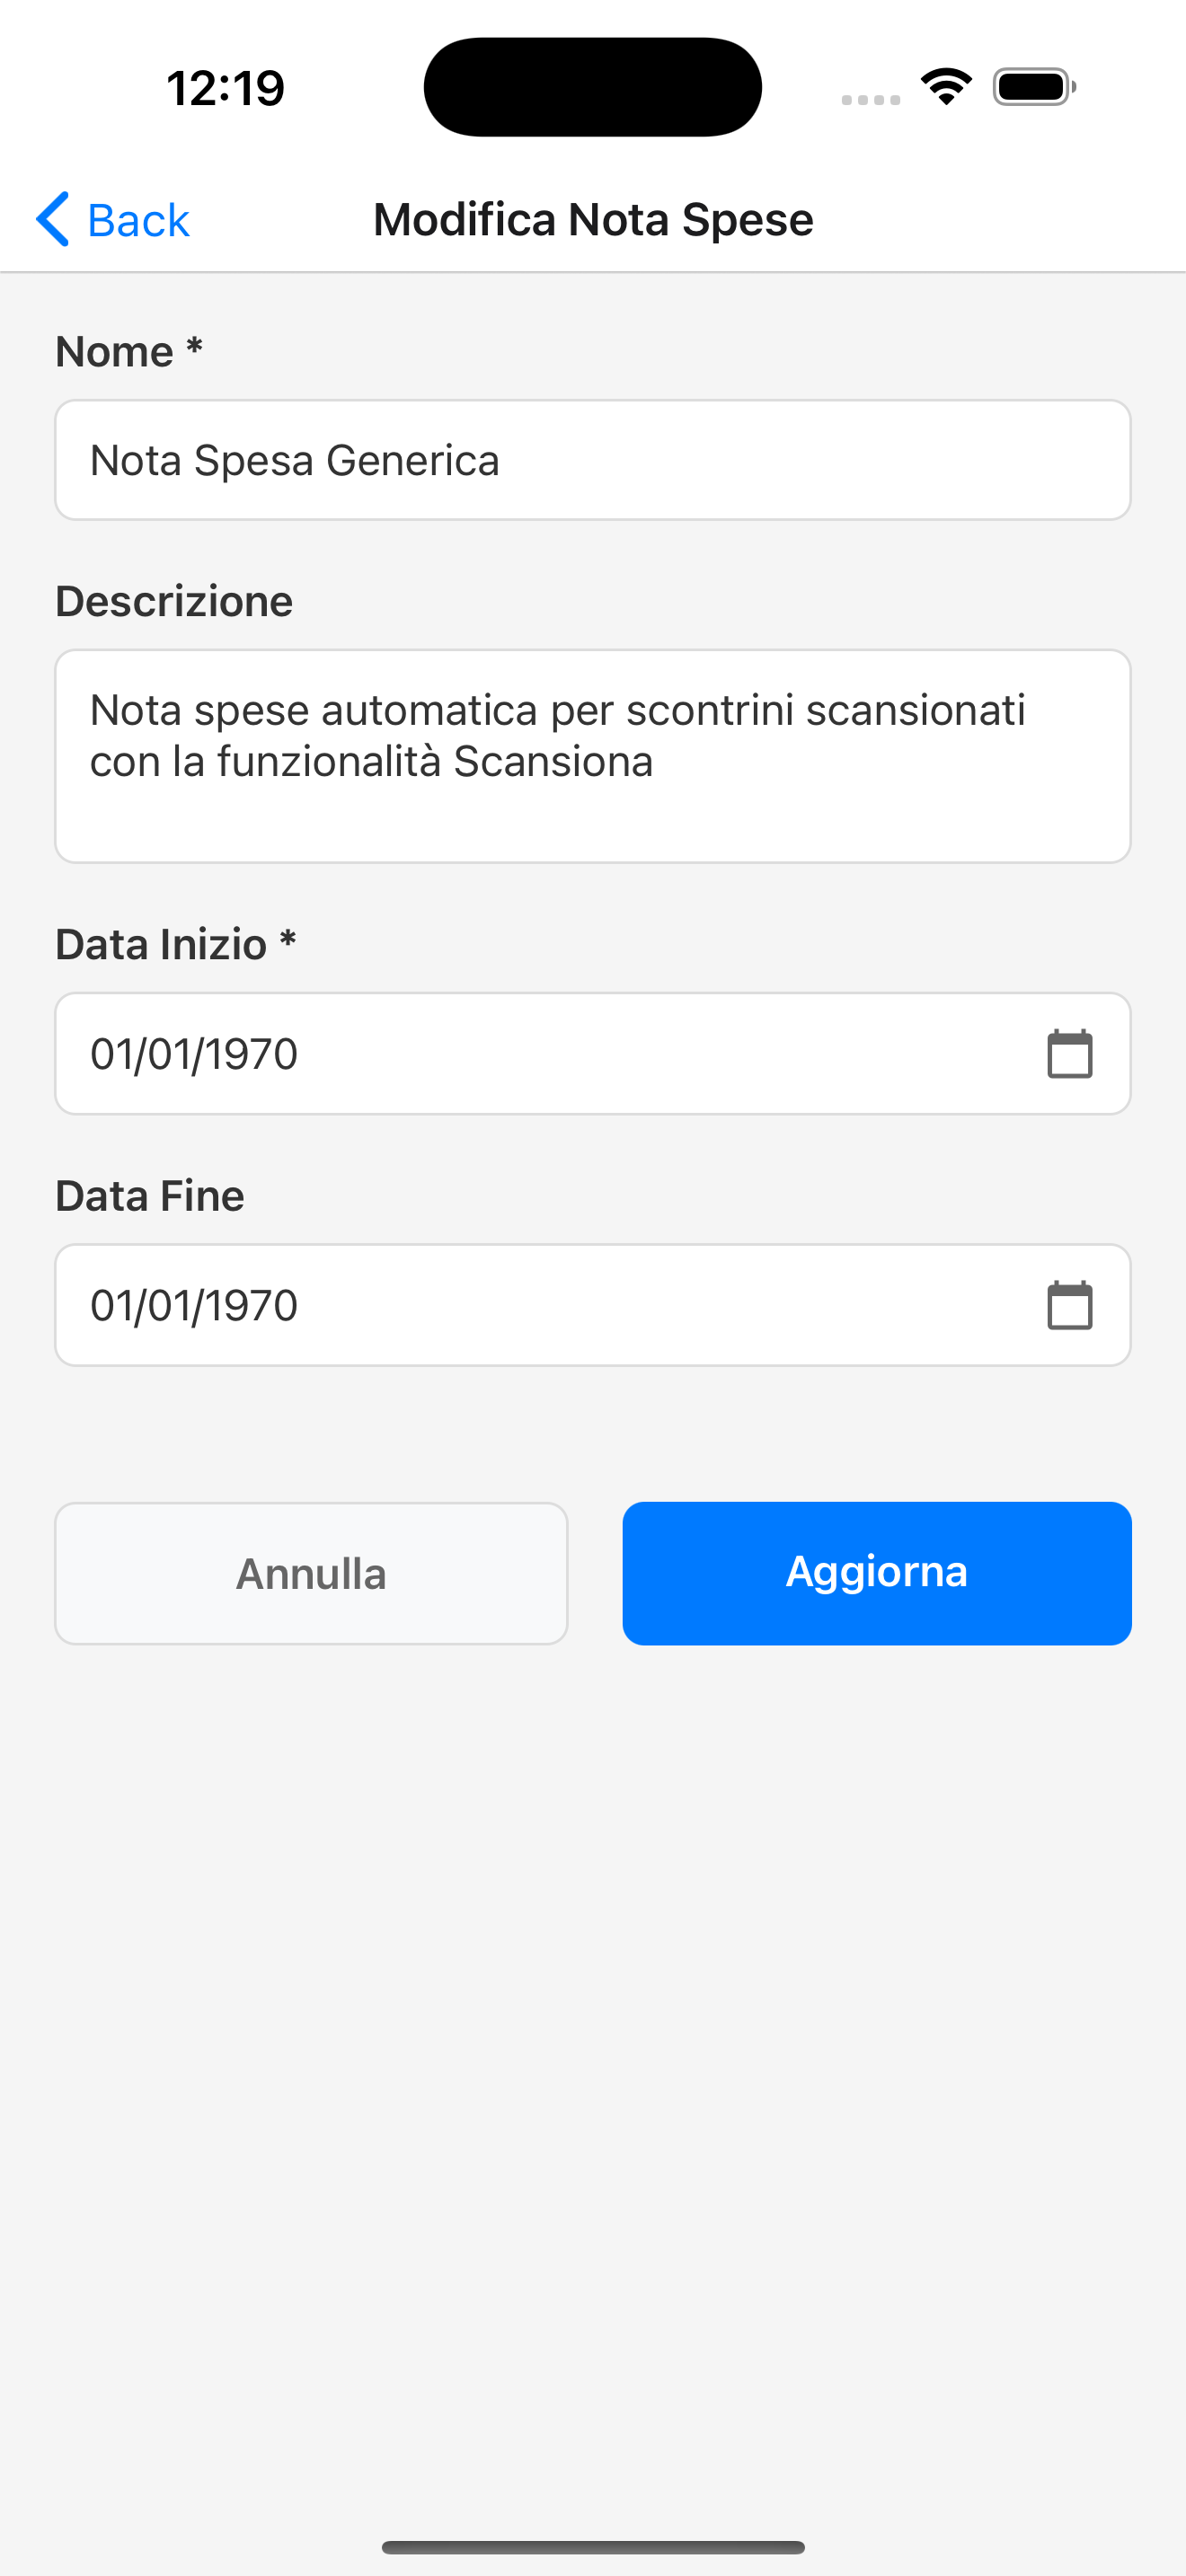 12:19
Back
Modifica Nota Spese
Nome *
Nota Spesa Generica
Descrizione
Nota spese automatica per scontrini scansionati
con la funzionalità Scansiona
Data Inizio *
01/01/1970
Data Fine
01/01/1970
Annulla
Aggiorna